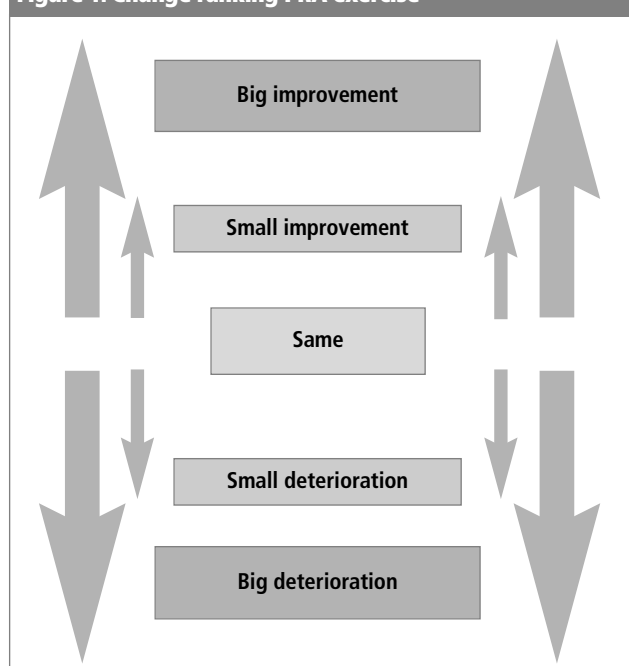 Figure 1: Change ranking PRA exercise
Big improvement
Small improvement
Same
Small deterioration
Big deterioration